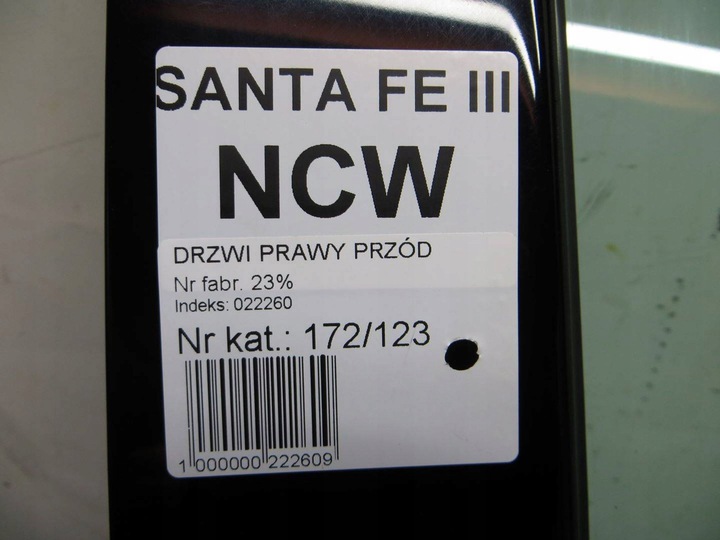 SANTA FE III
NCW
DRZWI PRAWY PRZÓD
Nr fabr. 23%
Indeks: 022260
Nr kat.: 172/123
1 000000 222609